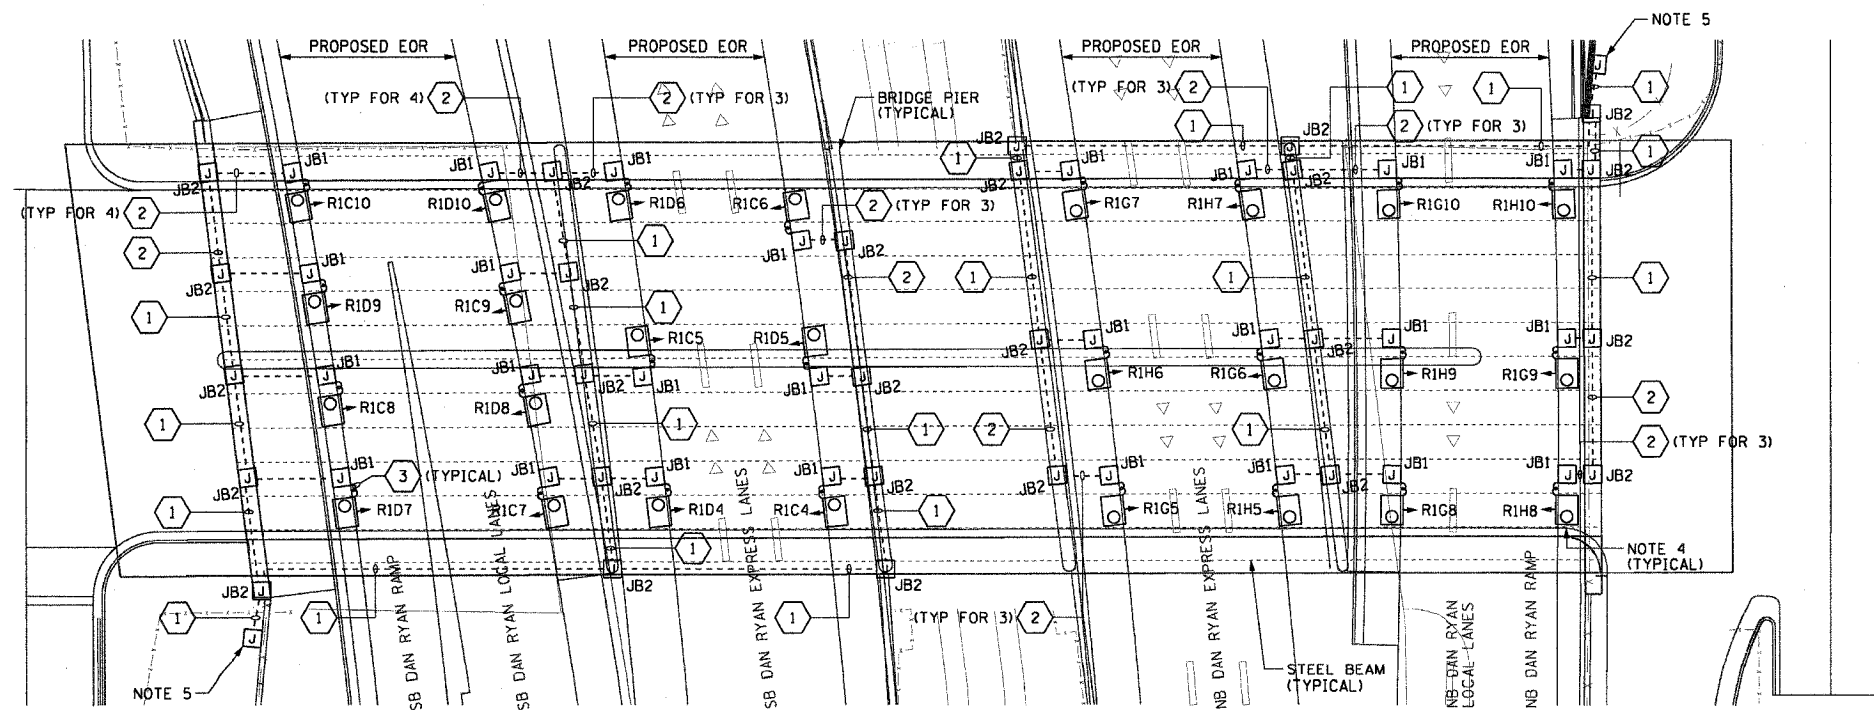 NOTE 5
PROPOSED EOR
PROPOSED EOR
PROPOSED EOR
PROPOSED EOR
(TYP FOR 4) 2
2 (TYP FOR 3)
BRIDGE PIER
(TYPICAL)
(TYP FOR 3) 2
1
1
1
JB2
1
JB2
JB2
2 (TYP FOR 3)
1
1
JB1
JB1
JB1
JB1
JB1
JB1
JB1
JB2
JB2
JB2
JB2
J
J
J
J
J
J
J
J
J
J
J
J
J
J
(TYP FOR 4) 2
R1C10
R1D10
R1D6
R1C6
2 (TYP FOR 3)
R1G7
R1H7
R1G10
R1H10
2
1
JB1
JB2
JB1
JB1
JB2
JB2
2
1
1
1
1
R1D9
R1C9
1
R1C5
R1D5
JB1
JB1
JB1
JB1
JB2
JB2
JB1
JB1
JB2
JB2
JB1
JB1
JB2
JB2
R1H6
R1G6
R1H9
R1G9
1
R1C8
R1D8
1
1
2
1
2
2 (TYP FOR 3)
JB1
3 (TYPICAL)
JB1
JB1
JB1
JB1
JB1
JB1
JB1
JB2
JB2
JB2
JB2
JB2
JB2
1
R1D7
R1C7
R1D4
R1C4
1
R1G5
R1H5
R1G8
R1H8
1
NOTE 4
(TYPICAL)
JB2
JB2
JB2
1
1
1
(TYP FOR 3) 2
NOTE 5
STEEL BEAM
(TYPICAL)
SB DAN RYAN RAMP
SB DAN RYAN LOCAL LANES
SB DAN RYAN EXPRESS LANES
NB DAN RYAN EXPRESS LANES
NB DAN RYAN
LOCAL LANES
NB DAN RYAN RAMP